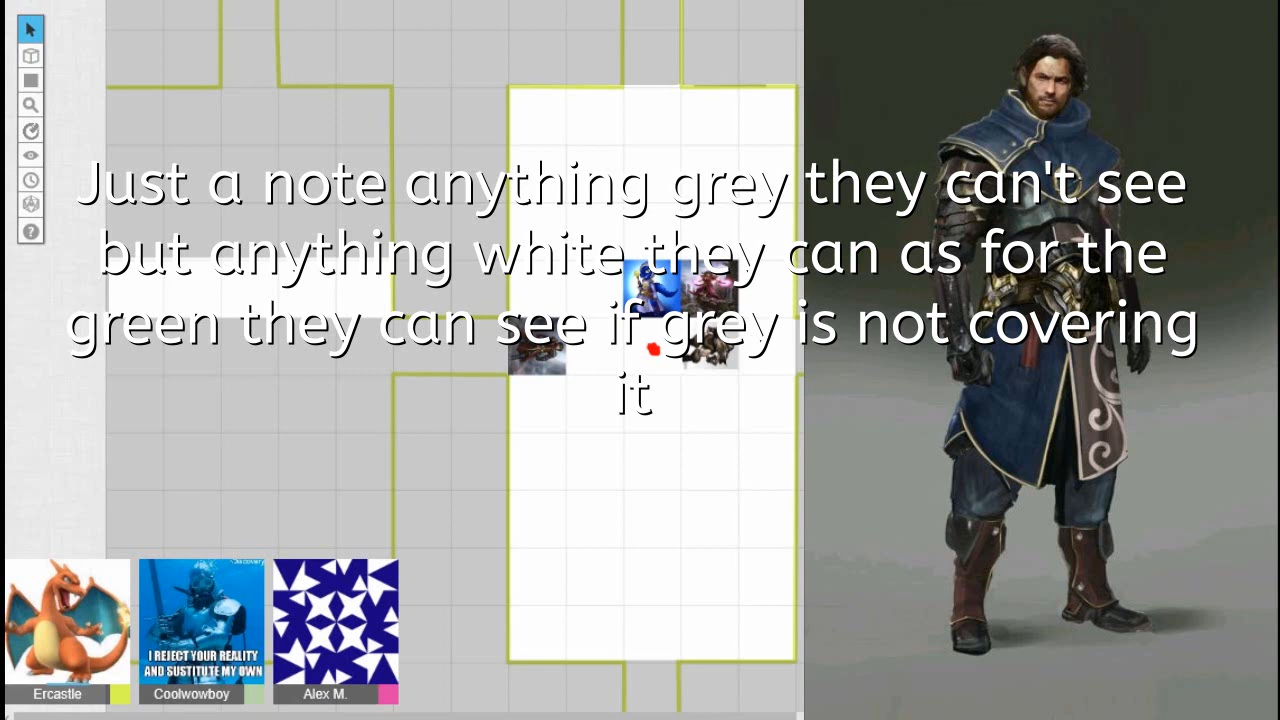 Just a note anything grey they can't see
but anything white they can as for the
green they can see if grey is not covering
it
Discovery
I REJECT YOUR REALITY
AND SUSTITUTE MY OWN
Ercastle
Coolwowboy
Alex M.